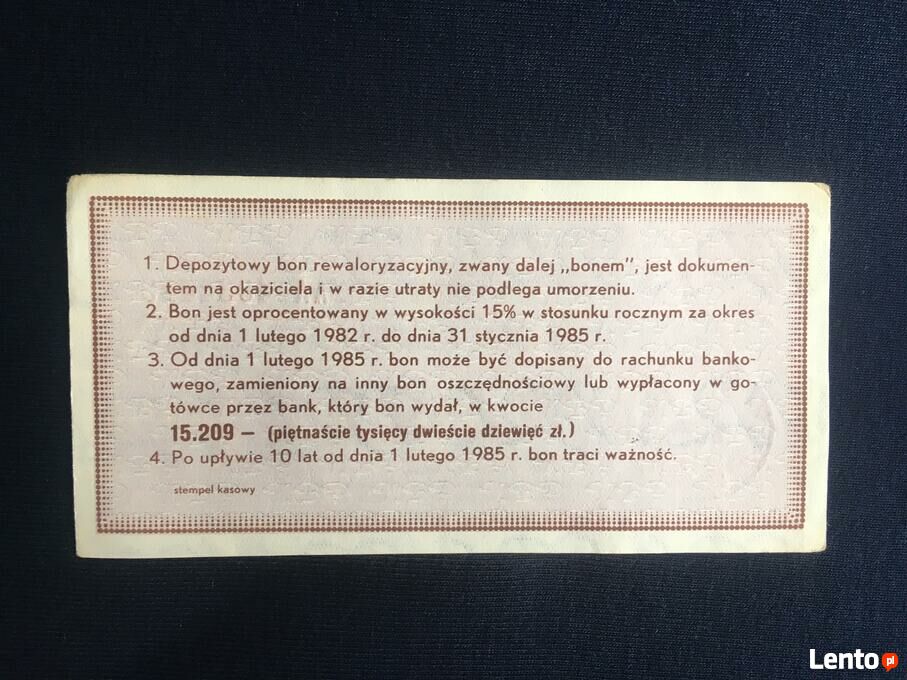 1. Depozytowy bon rewaloryzacyjny, zwany dalej „bonem", jest dokumen-
tem na okaziciela i w razie utraty nie podlega umorzeniu.
2. Bon jest oprocentowany w wysokości 15% w stosunku rocznym za okres
od dnia 1 lutego 1982 r. do dnia 31 stycznia 1985 r.
3. Od dnia 1 lutego 1985 r. bon może być dopisany do rachunku banko-
wego, zamieniony na inny bon oszczędnościowy lub wypłacony w go-
tówce przez bank, który bon wydał, w kwocie
15.209 — (piętnaście tysięcy dwieście dziewięć zł.)
4. Po upływie 10 lat od dnia 1 lutego 1985 r. bon traci ważność.
stempel kasowy
Lento pl